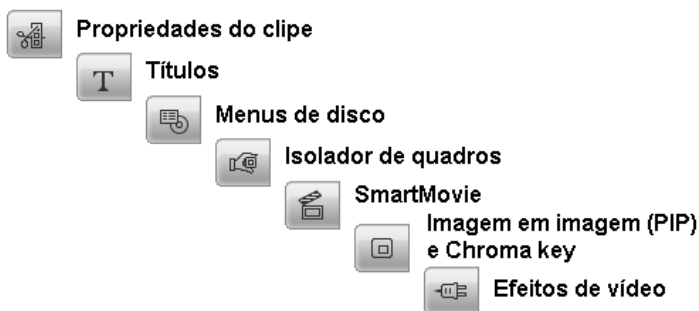 Propriedades do clipe
T
Títulos
Menus de disco
Isolador de quadros
SmartMovie
Imagem em imagem (PIP)
e Chroma key
Efeitos de vídeo